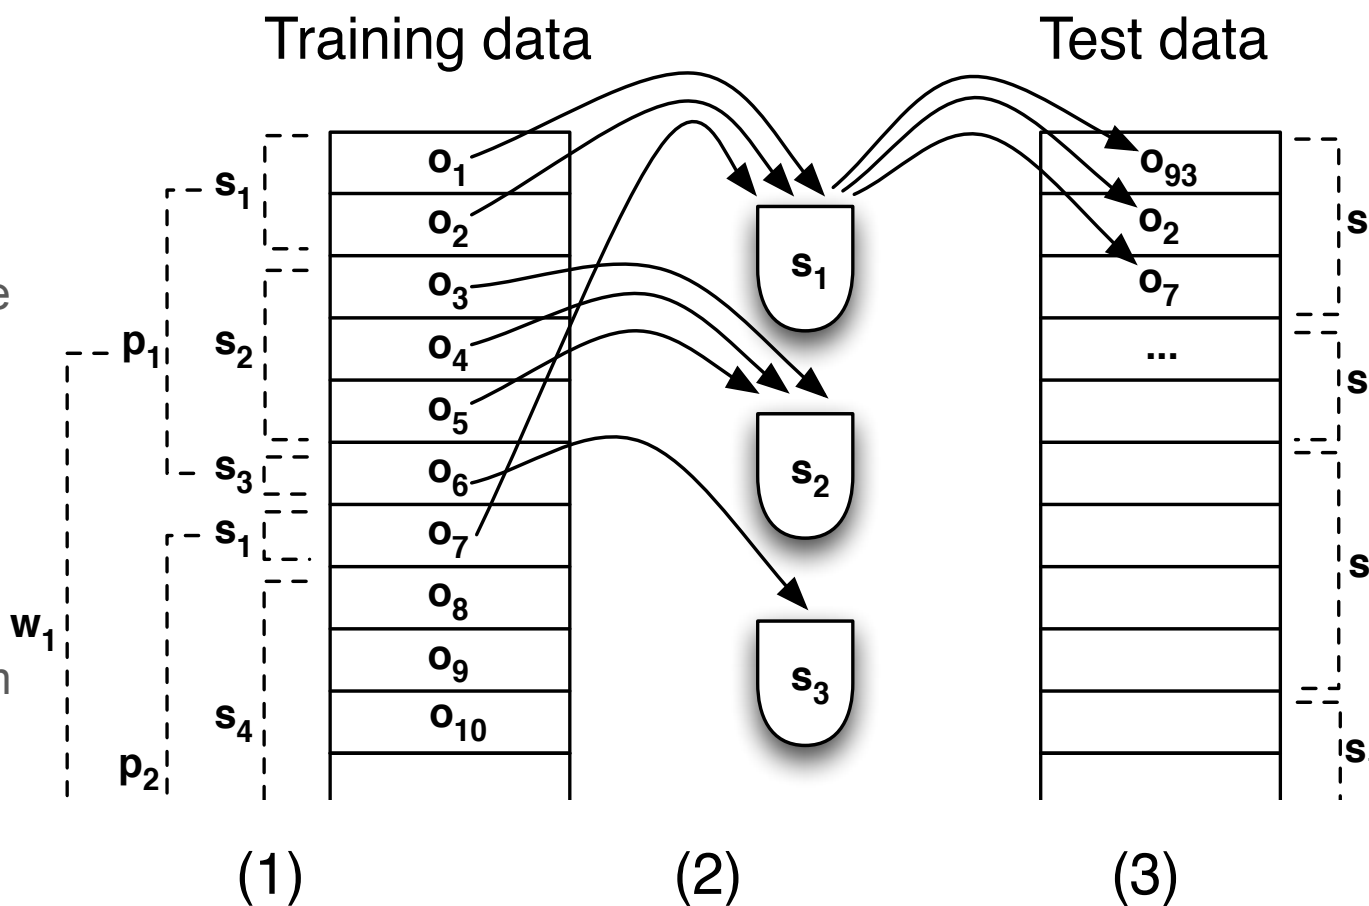 Training data
Test data
o1
o2
o3
o4
o5
o6
o7
o8
o9
o10
s1
s2
s3
s1
s4
p1
p2
w1
e
n
s1
s2
s3
o93
o2
o7
...
s
s
s
s
(1)
(2)
(3)